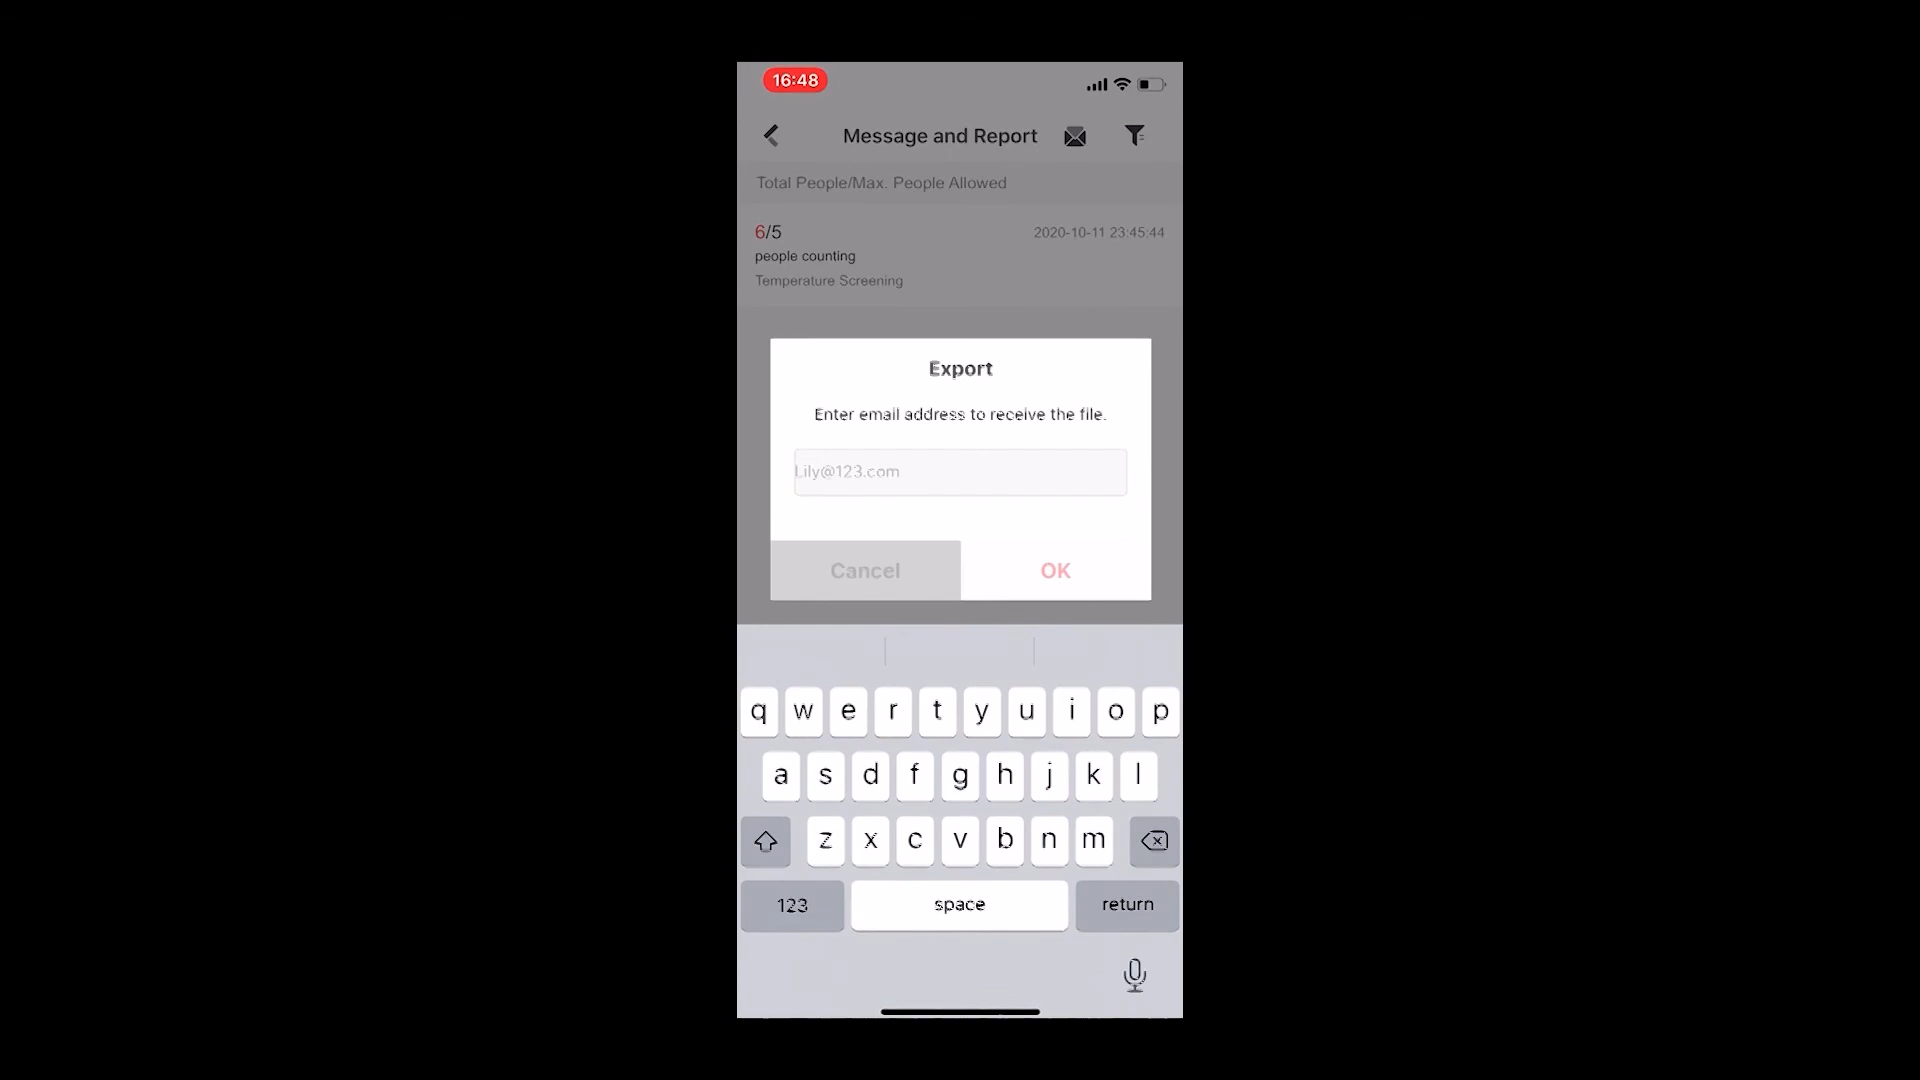 16:48
Message and Report
Total People/Max. People Allowed
6/5
2020-10-11 23:45:44
people counting
Temperature Screening
Export
Enter email address to receive the file.
Lily@123.com
Cancel
OK
q w e r t y u i o p
a s d f g h j k l
z x c v b n m
123
space
return